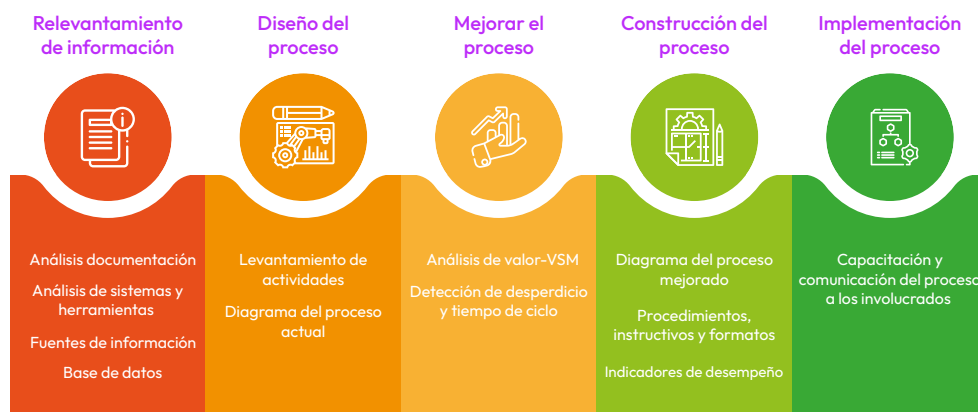 Relevantamiento
de información
Diseño del
proceso
Mejorar el
proceso
Construcción del
proceso
Implementación
del proceso
Análisis documentación
Análisis de sistemas y
herramientas
Fuentes de información
Base de datos
Levantamiento de
actividades
Diagrama del proceso
actual
Análisis de valor-VSM
Detección de desperdicio
y tiempo de ciclo
Diagrama del proceso
mejorado
Procedimientos,
instructivos y formatos
Indicadores de desempeño
Capacitación y
comunicación del proceso
a los involucrados